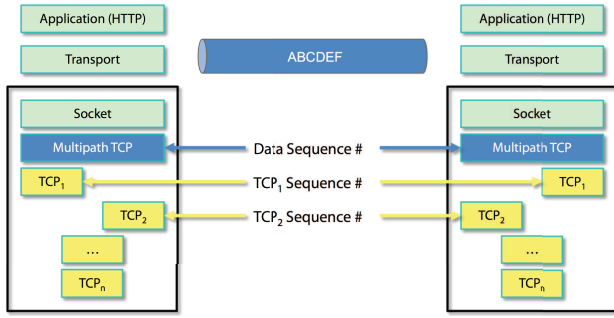 Application (HTTP)
Application (HTTP)
Transport
ABCDEF
Transport
Socket
Socket
Multipath TCP
Data Sequence #
Multipath TCP
TCP1
TCP1 Sequence #
TCP1
TCP2
TCP2 Sequence #
TCP2
...
...
TCPn
TCPn